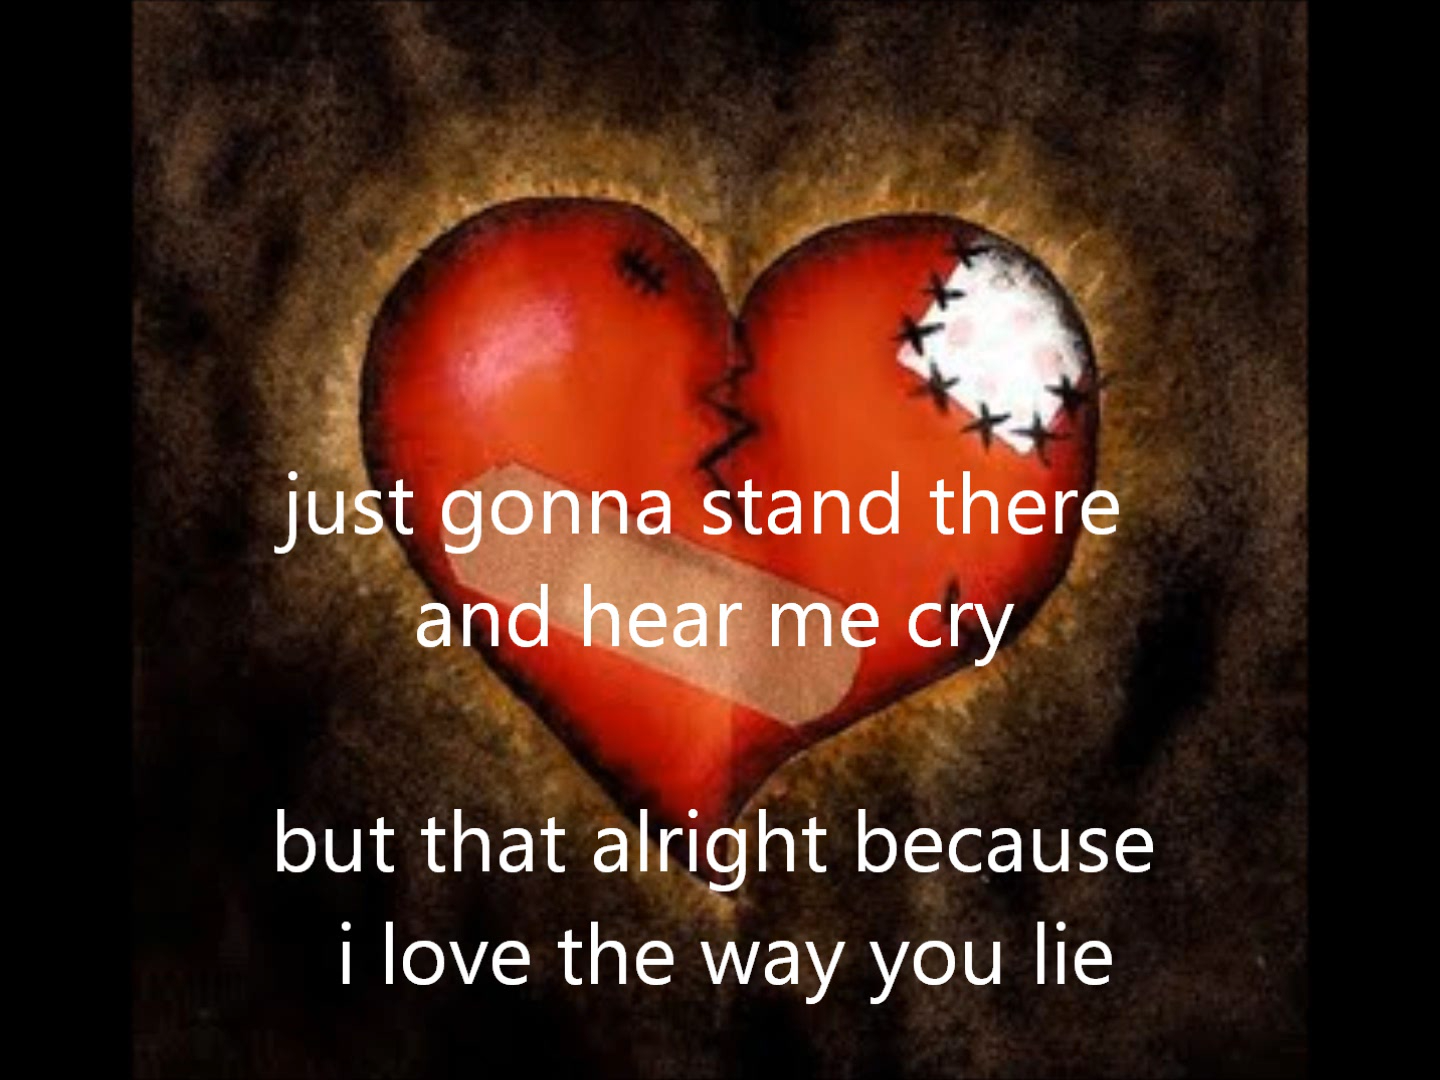 just gonna stand there
and hear me cry
but that alright because
i love the way you lie